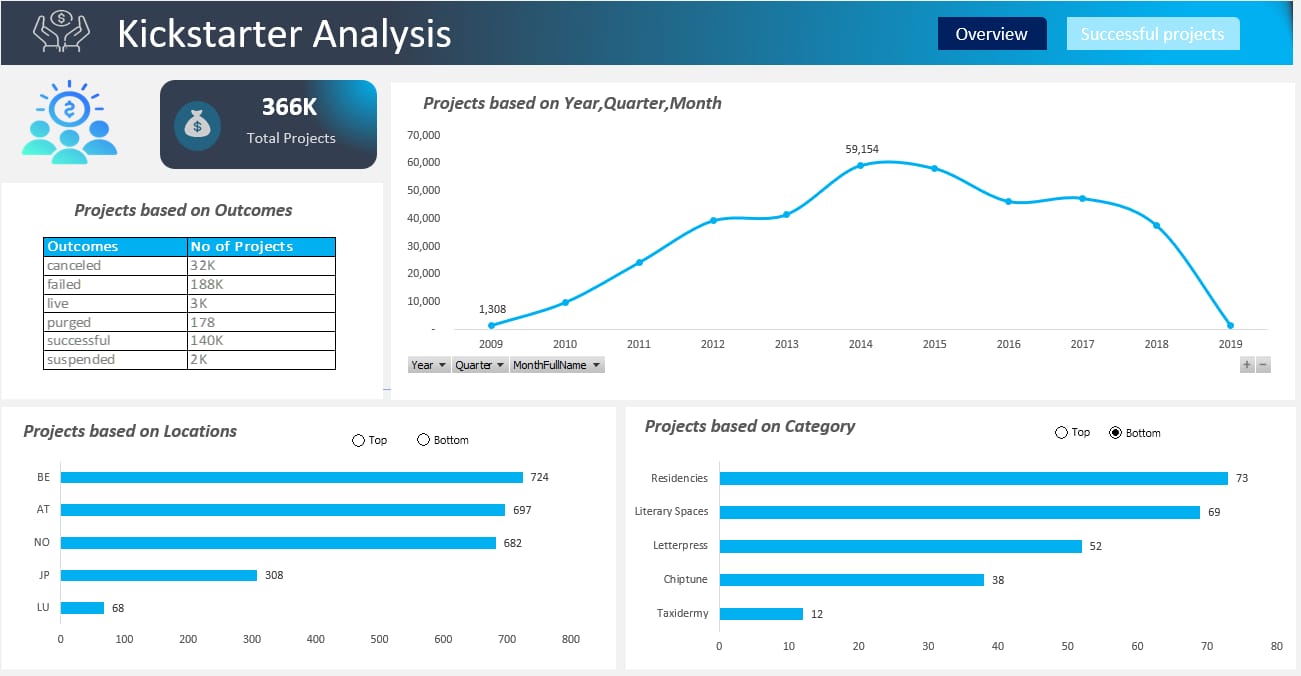 Kickstarter Analysis
Overview
Successful projects
366K
Total Projects
Projects based on Outcomes
Outcomes No of Projects
canceled 32K
failed 188K
live 3K
purged 178
successful 140K
suspended 2K
Projects based on Year,Quarter,Month
70,000
60,000
50,000
40,000
30,000
20,000
10,000
-
59,154
1,308
2009 2010 2011 2012 2013 2014 2015 2016 2017 2018 2019
Year Quarter MonthFullName + −
Projects based on Locations
Top Bottom
BE 724
AT 697
NO 682
JP 308
LU 68
0 100 200 300 400 500 600 700 800
Projects based on Category
Top Bottom
Residencies 73
Literary Spaces 69
Letterpress 52
Chiptune 38
Taxidermy 12
0 10 20 30 40 50 60 70 80